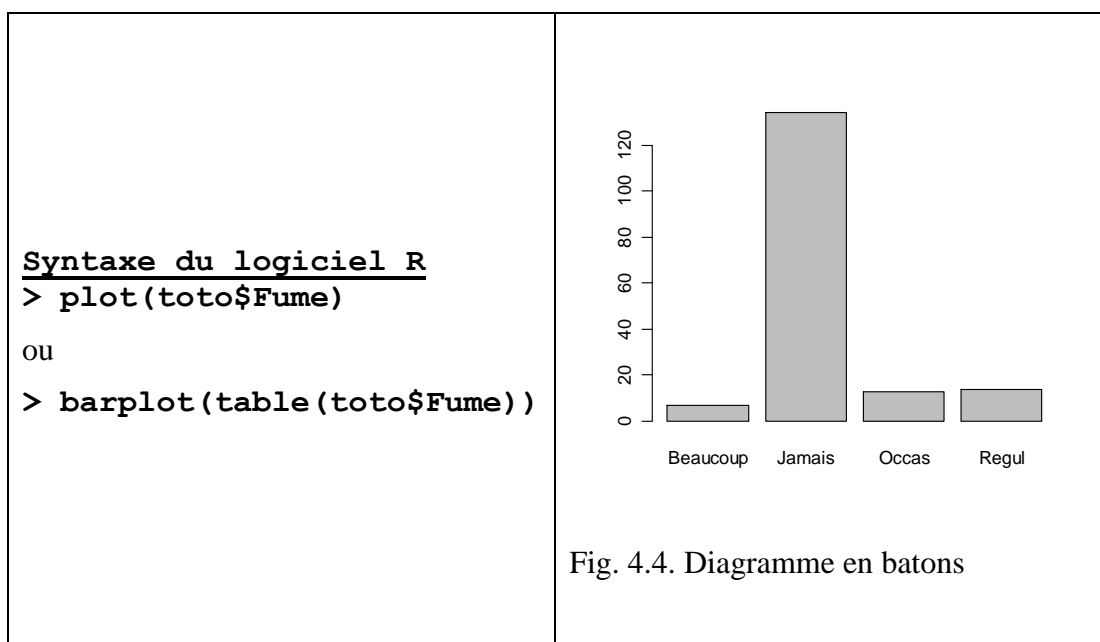 Syntaxe du logiciel R
> plot(toto$Fume)
ou
> barplot(table(toto$Fume))
120
100
80
60
40
20
0
Beaucoup Jamais Occas Regul
Fig. 4.4. Diagramme en batons